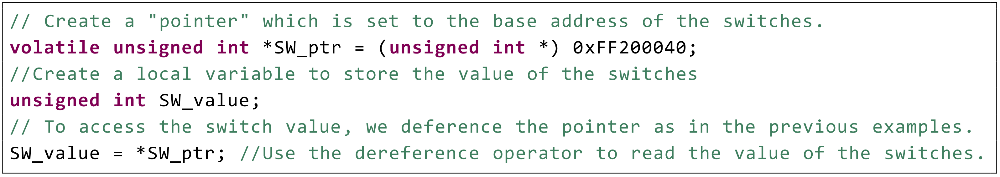 // Create a "pointer" which is set to the base address of the switches.
volatile unsigned int *SW_ptr = (unsigned int *) 0xFF200040;
//Create a local variable to store the value of the switches
unsigned int SW_value;
// To access the switch value, we deference the pointer as in the previous examples.
SW_value = *SW_ptr; //Use the dereference operator to read the value of the switches.